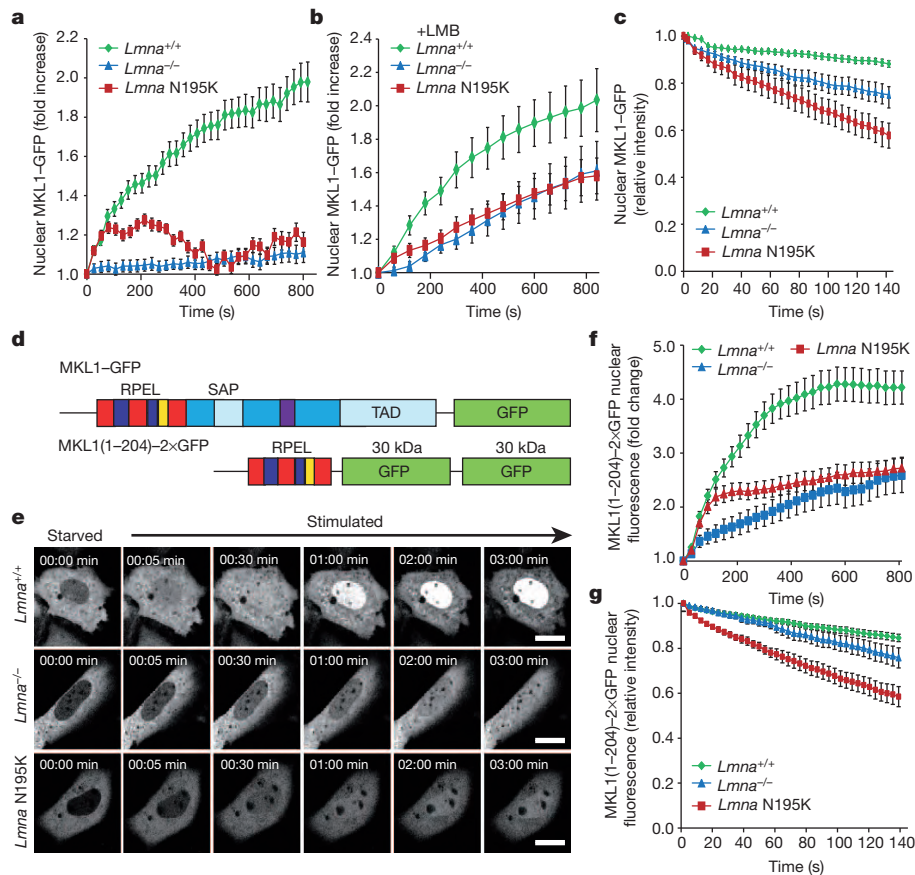 a
Nuclear MKL1–GFP (fold increase)
2.2
2.0
1.8
1.6
1.4
1.2
1.0
Lmna+/+
Lmna–/–
Lmna N195K
0 200 400 600 800
Time (s)
b
Nuclear MKL1–GFP (fold increase)
2.4
2.2
2.0
1.8
1.6
1.4
1.2
1.0
+LMB
Lmna+/+
Lmna–/–
Lmna N195K
0 200 400 600 800
Time (s)
c
Nuclear MKL1–GFP
(relative intensity)
1.0
0.8
0.6
0.4
0.2
0.0
Lmna+/+
Lmna–/–
Lmna N195K
0 20 40 60 80 100 120 140
Time (s)
d
MKL1–GFP
RPEL SAP
TAD GFP
MKL1(1–204)–2×GFP
RPEL 30 kDa 30 kDa
GFP GFP
e
Stimulated
Starved
Lmna+/+
00:00 min 00:05 min 00:30 min 01:00 min 02:00 min 03:00 min
Lmna–/–
00:00 min 00:05 min 00:30 min 01:00 min 02:00 min 03:00 min
Lmna N195K
00:00 min 00:05 min 00:30 min 01:00 min 02:00 min 03:00 min
f
MKL1(1–204)–2×GFP nuclear
fluorescence (fold change)
5.0
4.0
3.0
2.0
1.0
Lmna+/+ Lmna N195K
Lmna–/–
0 200 400 600 800
Time (s)
g
MKL1(1–204)–2×GFP nuclear
fluorescence (relative intensity)
1.0
0.8
0.6
0.4
0.2
0
Lmna+/+
Lmna–/–
Lmna N195K
0 20 40 60 80 100 120 140
Time (s)